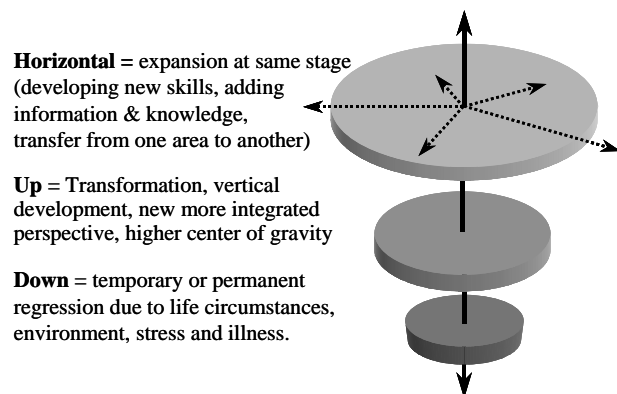 Horizontal = expansion at same stage
(developing new skills, adding
information & knowledge,
transfer from one area to another)
Up = Transformation, vertical
development, new more integrated
perspective, higher center of gravity
Down = temporary or permanent
regression due to life circumstances,
environment, stress and illness.